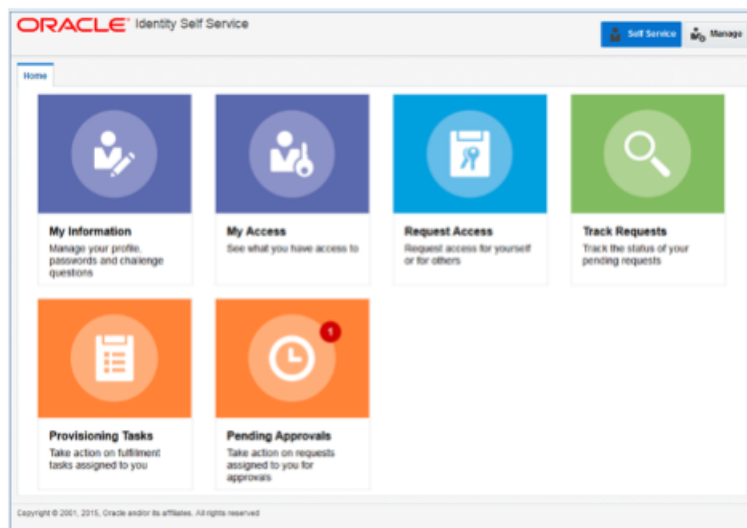 ORACLE® Identity Self Service
Self Service
Manage
Home
My Information
Manage your profile,
passwords and challenge
questions
My Access
See what you have access to
Request Access
Request access for yourself
or for others
Track Requests
Track the status of your
pending requests
1
Provisioning Tasks
Take action on fulfillment
tasks assigned to you
Pending Approvals
Take action on requests
assigned to you for
approvals
Copyright © 2001, 2015, Oracle and/or its affiliates. All rights reserved